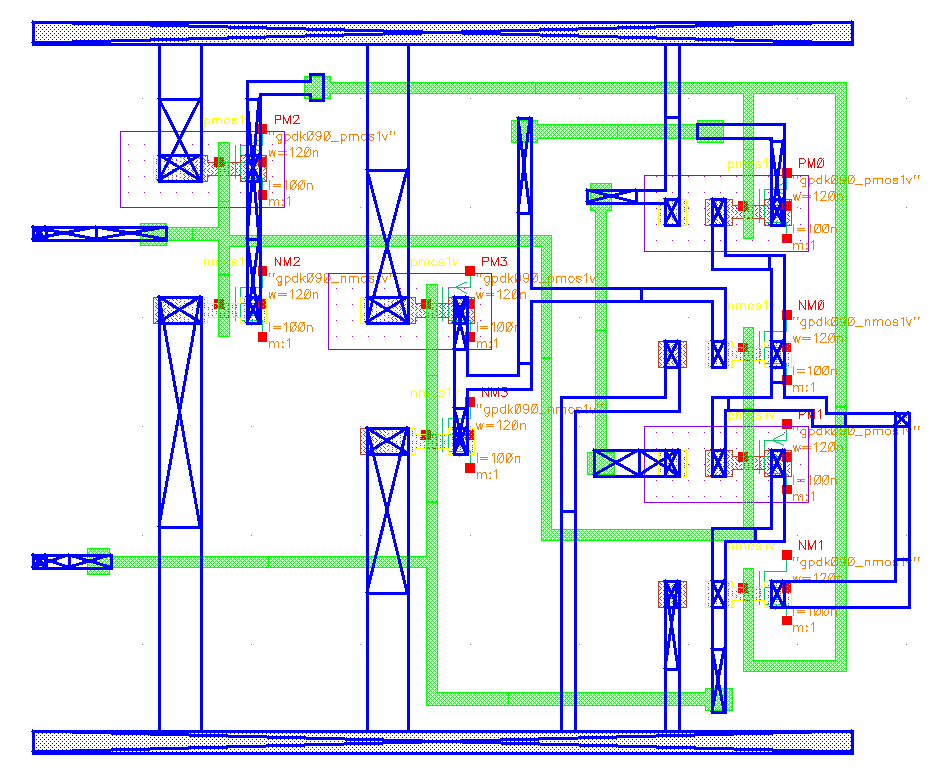 pmos1v
PM2
"gpdk090_pmos1v"
w=120n
l=100n
m:1
pmos1
PM0
"gpdk090_pmos1v"
w=120n
l=100n
m:1
nmos1v
NM2
"gpdk090_nmos1v"
w=120n
l=100n
m:1
pmos1v
PM3
"gpdk090_pmos1v"
w=120n
l=100n
m:1
nmos1
NM0
"gpdk090_nmos1v"
w=120n
l=100n
m:1
nmos1v
NM3
"gpdk090_nmos1v"
w=120n
l=100n
m:1
pmos1v
PM1
"gpdk090_pmos1v"
w=120n
l=100n
m:1
nmos1v
NM1
"gpdk090_nmos1v"
w=120n
l=100n
m:1